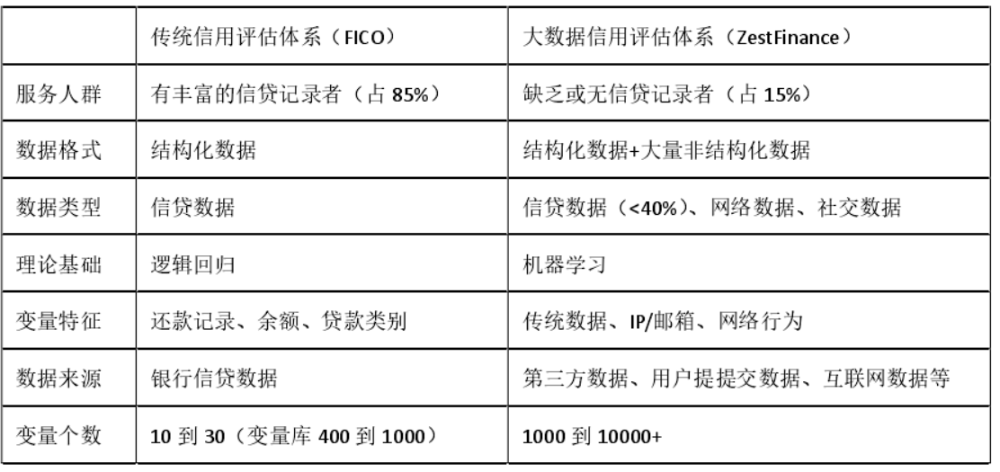 传统信用评估体系（FICO） 大数据信用评估体系（ZestFinance）
服务人群 有丰富的信贷记录者（占 85%） 缺乏或无信贷记录者（占 15%）
数据格式 结构化数据 结构化数据+大量非结构化数据
数据类型 信贷数据 信贷数据（<40%）、网络数据、社交数据
理论基础 逻辑回归 机器学习
变量特征 还款记录、余额、贷款类别 传统数据、IP/邮箱、网络行为
数据来源 银行信贷数据 第三方数据、用户提提交数据、互联网数据等
变量个数 10 到 30（变量库 400 到 1000） 1000 到 10000+